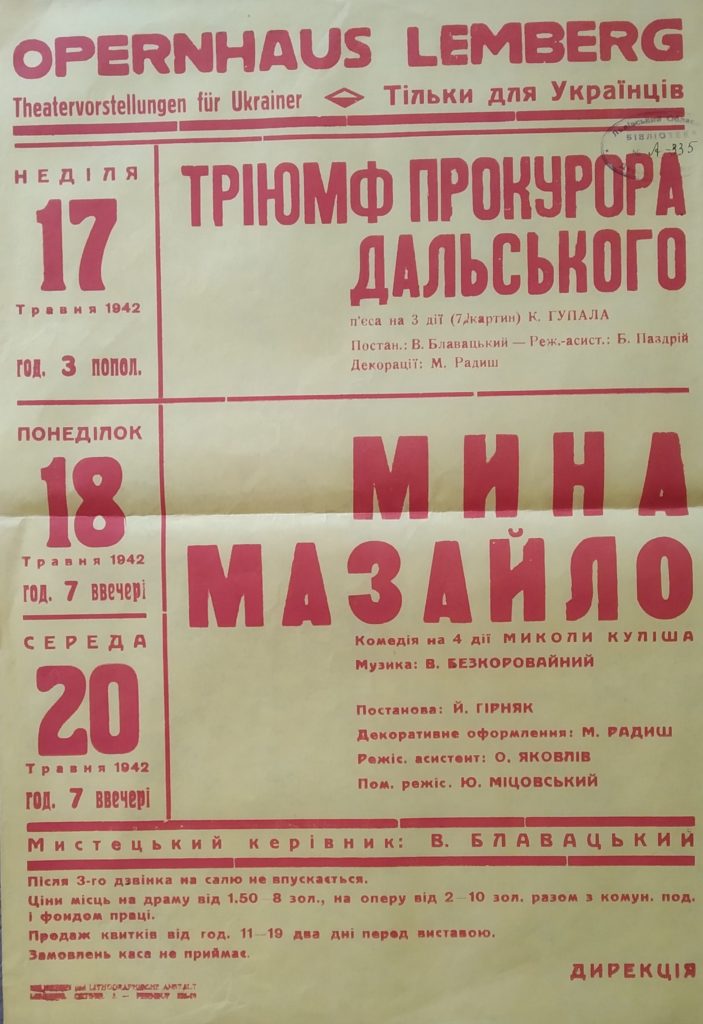 OPERNHAUS LEMBERG
Theatervorstellungen für Ukrainer Тільки для Українців
БІБЛІО
А-335
НЕДІЛЯ
17
Травня 1942
год. 3 попол.
ТРІЮМФ ПРОКУРОРА
ДАЛЬСЬКОГО
п'єса на 3 дії (7 картин) К. ГУПАЛА
Постан.: В. Блавацький — Реж.-асист.: Б. Паздрій
Декорації: М. Радиш
ПОНЕДІЛОК
18
Травня 1942
год. 7 ввечері
СЕРЕДА
20
Травня 1942
год. 7 ввечері
МИНА
МАЗАЙЛО
Комедія на 4 дії МИКОЛИ КУЛІША
Музика: В. БЕЗКОРОВАЙНИЙ
Постанова: Й. ГІРНЯК
Декоративне оформлення: М. РАДИШ
Режіс. асистент: О. ЯКОВЛІВ
Пом. режіс. Ю. МІЦОВСЬКИЙ
Мистецький керівник: В. БЛАВАЦЬКИЙ
Після 3-го дзвінка на салю не впускається.
Ціни місць на драму від 1.50—8 зол., на оперу від 2—10 зол. разом з комун. под.
і фондом праці.
Продаж квитків від год. 11—19 два дні перед виставою.
Замовлень каса не приймає.
ДИРЕКЦІЯ
und LITHOGRAPHISCHE ANSTALT